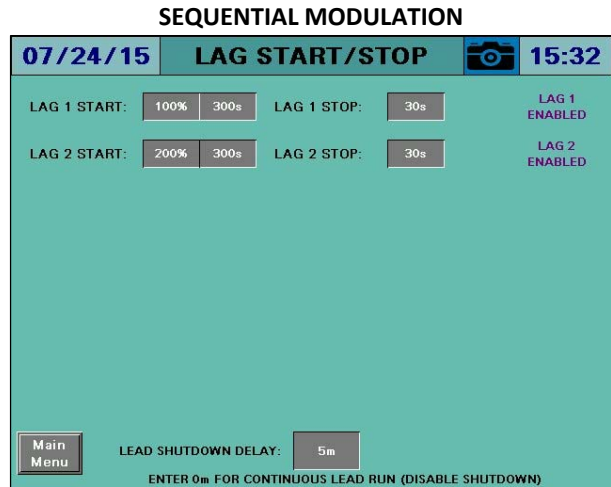 SEQUENTIAL MODULATION
07/24/15 LAG START/STOP 15:32
LAG 1 START: 100% 300s LAG 1 STOP: 30s LAG 1
ENABLED
LAG 2 START: 200% 300s LAG 2 STOP: 30s LAG 2
ENABLED
Main
Menu
LEAD SHUTDOWN DELAY: 5m
ENTER 0m FOR CONTINUOUS LEAD RUN (DISABLE SHUTDOWN)